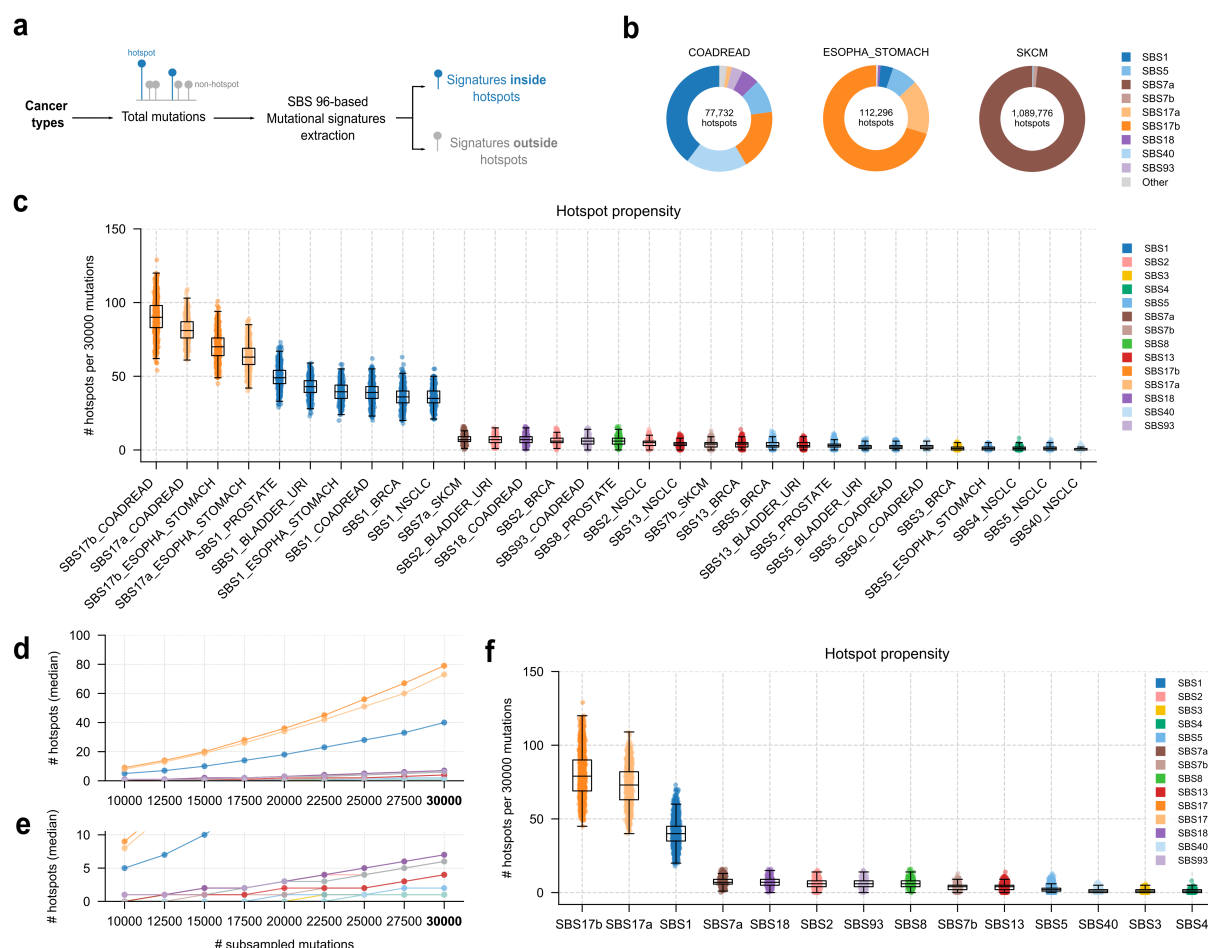 a
hotspot
non-hotspot
Cancer
types
Total mutations
SBS 96-based
Mutational signatures
extraction
Signatures inside
hotspots
Signatures outside
hotspots
b
COADREAD
77,732
hotspots
ESOPHA_STOMACH
112,296
hotspots
SKCM
1,089,776
hotspots
SBS1
SBS5
SBS7a
SBS7b
SBS17a
SBS17b
SBS18
SBS40
SBS93
Other
c
Hotspot propensity
# hotspots per 30000 mutations
150
100
50
0
SBS17b_COADREAD
SBS17a_COADREAD
SBS17b_ESOPHA_STOMACH
SBS17a_ESOPHA_STOMACH
SBS1_PROSTATE
SBS1_BLADDER_URI
SBS1_ESOPHA_STOMACH
SBS1_COADREAD
SBS1_BRCA
SBS1_NSCLC
SBS7a_SKCM
SBS2_BLADDER_URI
SBS18_COADREAD
SBS2_BRCA
SBS93_COADREAD
SBS8_PROSTATE
SBS2_NSCLC
SBS13_NSCLC
SBS7b_SKCM
SBS13_BRCA
SBS5_BRCA
SBS13_BLADDER_URI
SBS5_PROSTATE
SBS5_BLADDER_URI
SBS5_COADREAD
SBS40_COADREAD
SBS3_BRCA
SBS5_ESOPHA_STOMACH
SBS4_NSCLC
SBS5_NSCLC
SBS40_NSCLC
SBS1
SBS2
SBS3
SBS4
SBS5
SBS7a
SBS7b
SBS8
SBS13
SBS17b
SBS17a
SBS18
SBS40
SBS93
d
# hotspots (median)
100
80
60
40
20
0
10000 12500 15000 17500 20000 22500 25000 27500 30000
e
# hotspots (median)
10
5
0
10000 12500 15000 17500 20000 22500 25000 27500 30000
# subsampled mutations
f
Hotspot propensity
# hotspots per 30000 mutations
150
100
50
0
SBS17b SBS17a SBS1 SBS7a SBS18 SBS2 SBS93 SBS8 SBS7b SBS13 SBS5 SBS40 SBS3 SBS4
SBS1
SBS2
SBS3
SBS4
SBS5
SBS7a
SBS7b
SBS8
SBS13
SBS17
SBS17
SBS18
SBS40
SBS93